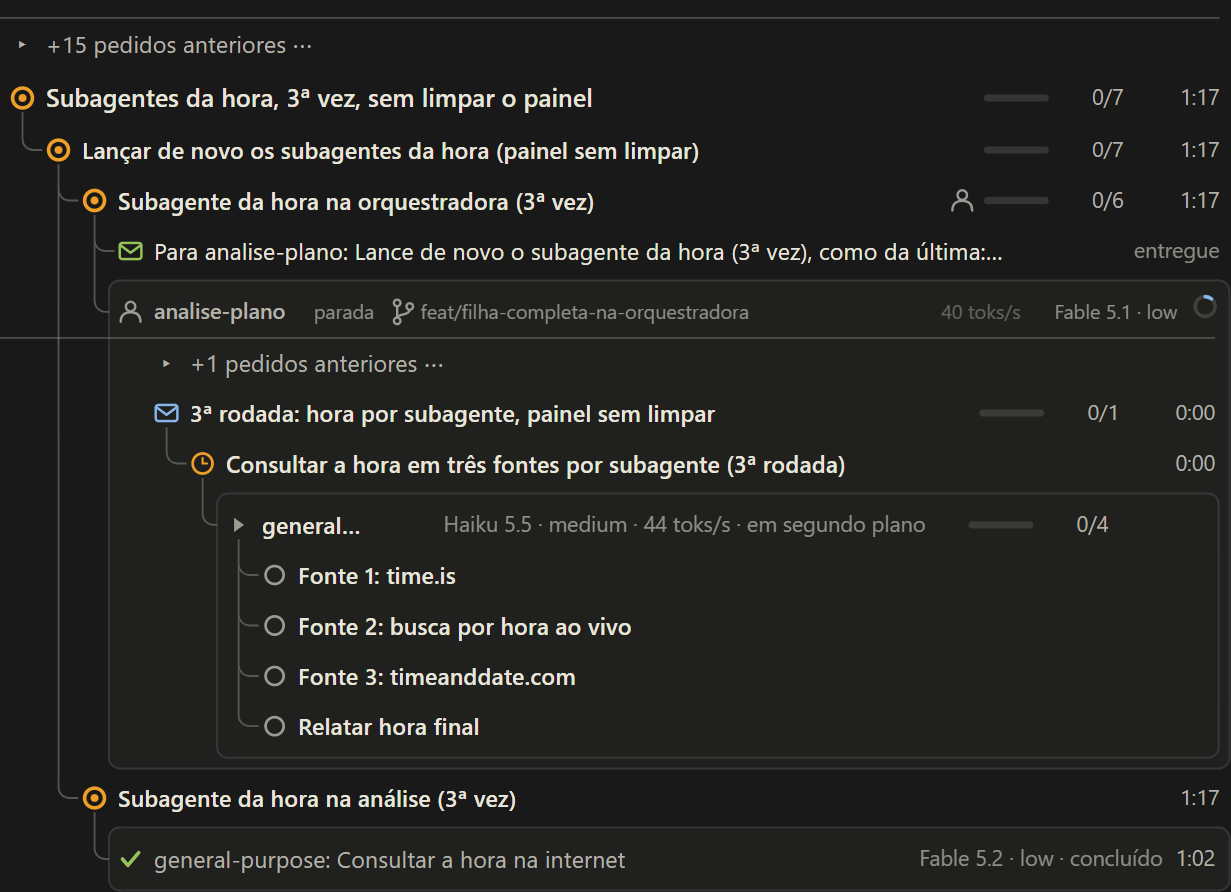 +15 pedidos anteriores ...
Subagentes da hora, 3ª vez, sem limpar o painel 0/7 1:17
Lançar de novo os subagentes da hora (painel sem limpar) 0/7 1:17
Subagente da hora na orquestradora (3ª vez) 0/6 1:17
Para analise-plano: Lance de novo o subagente da hora (3ª vez), como da última:... entregue
analise-plano parada feat/filha-completa-na-orquestradora 40 toks/s Fable 5.1 · low
+1 pedidos anteriores ...
3ª rodada: hora por subagente, painel sem limpar 0/1 0:00
Consultar a hora em três fontes por subagente (3ª rodada) 0:00
general... Haiku 5.5 · medium · 44 toks/s · em segundo plano 0/4
Fonte 1: time.is
Fonte 2: busca por hora ao vivo
Fonte 3: timeanddate.com
Relatar hora final
Subagente da hora na análise (3ª vez) 1:17
general-purpose: Consultar a hora na internet Fable 5.2 · low · concluído 1:02